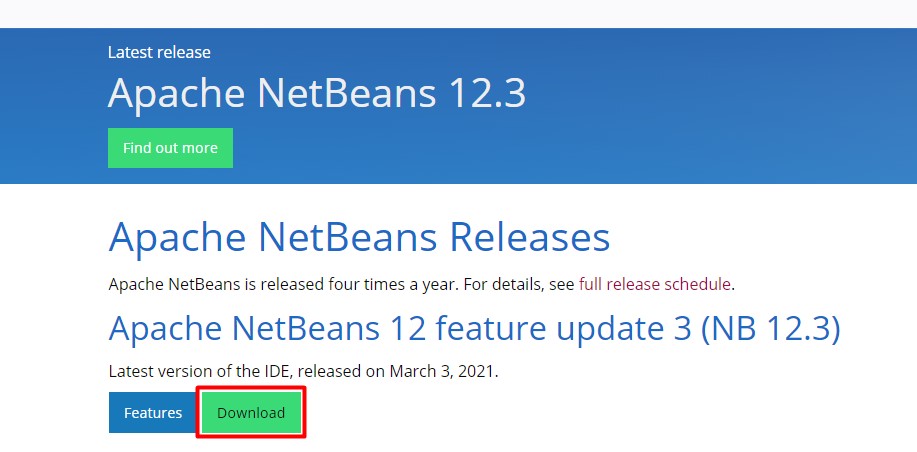 Latest release
Apache NetBeans 12.3
Find out more
Apache NetBeans Releases
Apache NetBeans is released four times a year. For details, see full release schedule.
Apache NetBeans 12 feature update 3 (NB 12.3)
Latest version of the IDE, released on March 3, 2021.
Features Download